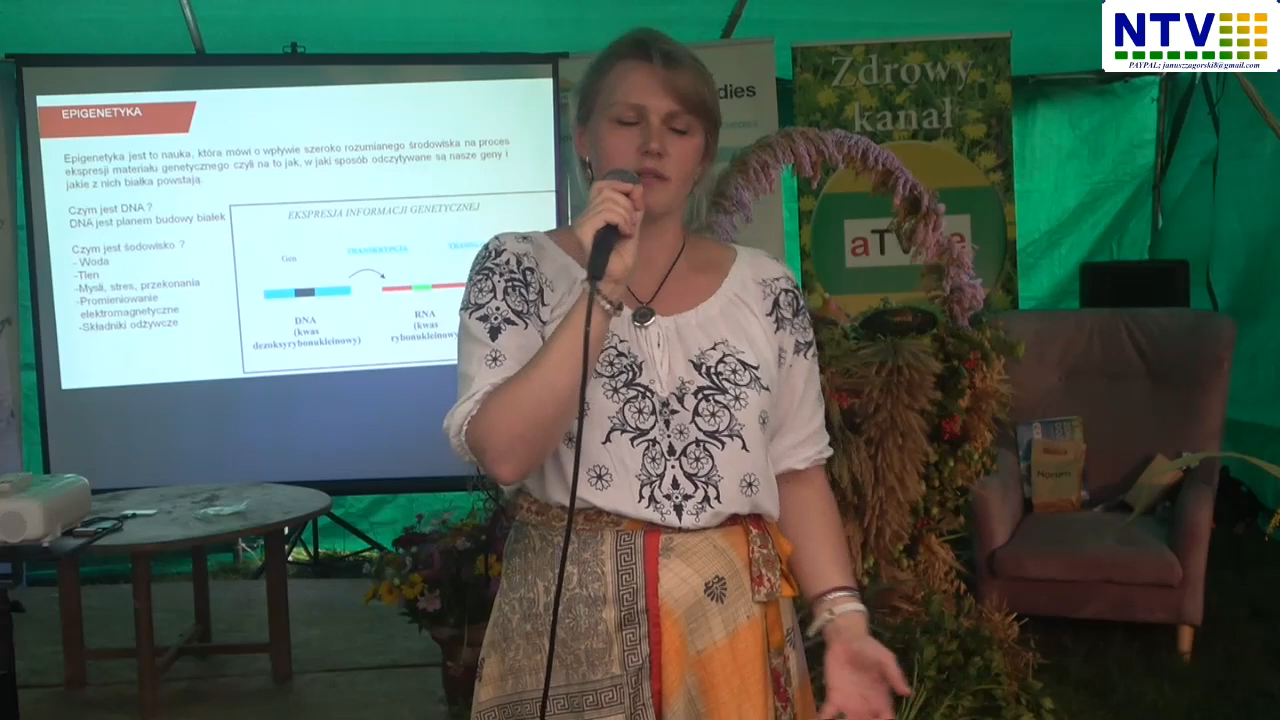 NTV
PAYPAL: januszzagorski8@gmail.com
EPIGENETYKA
Epigenetyka jest to nauka, która mówi o wpływie szeroko rozumianego środowiska na proces
ekspresji materiału genetycznego czyli na to jak, w jaki sposób odczytywane są nasze geny i
jakie z nich białka powstają.
Czym jest DNA ?
DNA jest planem budowy białek
Czym jest śodowisko ?
- Woda
-Tlen
-Mysli, stres, przekonania
-Promieniowanie
elektromagnetyczne
-Składniki odżywcze
EKSPRESJA INFORMACJI GENETYCZNEJ
Gen
TRANSKRYPCJA
DNA
(kwas
dezoksyrybonukleinowy)
RNA
(kwas
rybonukleinowy
dies
Zdrowy
kanał
aTV
e